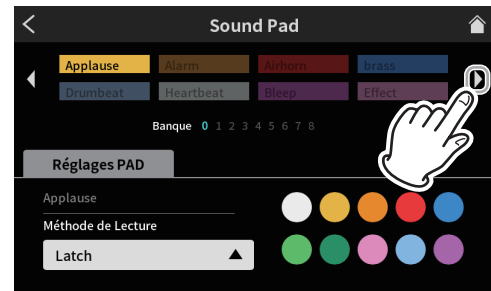 Sound Pad
Applause Alarm Airhorn brass
Drumbeat Heartbeat Bleep Effect
Banque 0 1 2 3 4 5 6 7 8
Réglages PAD
Applause
Méthode de Lecture
Latch